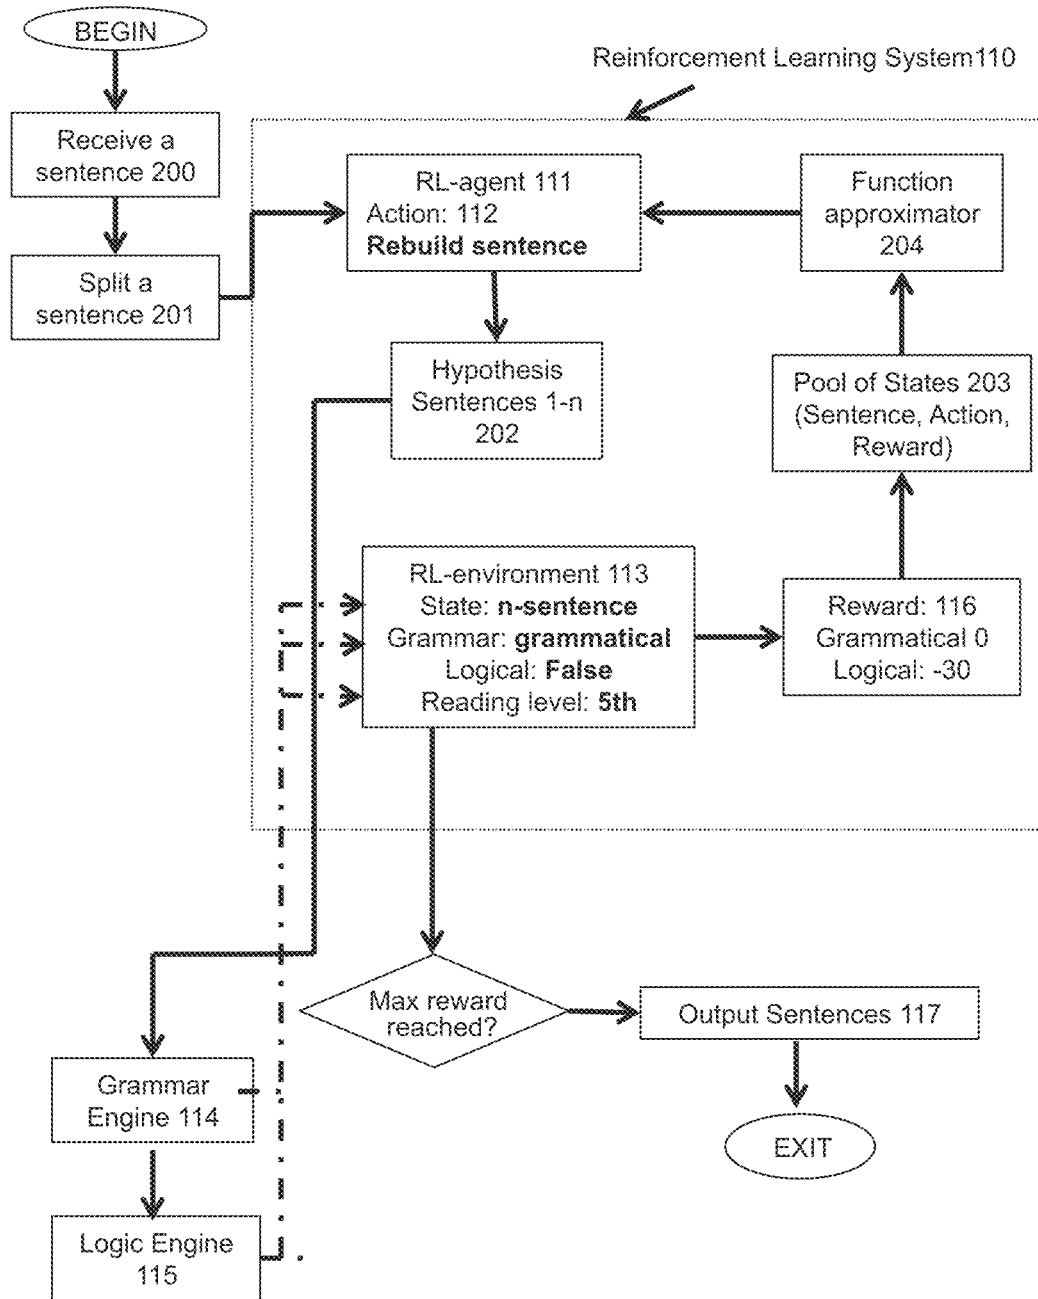 BEGIN
Reinforcement Learning System110
Receive a
sentence 200
Split a
sentence 201
RL-agent 111
Action: 112
Rebuild sentence
Function
approximator
204
Hypothesis
Sentences 1-n
202
Pool of States 203
(Sentence, Action,
Reward)
RL-environment 113
State: n-sentence
Grammar: grammatical
Logical: False
Reading level: 5th
Reward: 116
Grammatical 0
Logical: -30
Max reward
reached?
Output Sentences 117
Grammar
Engine 114
EXIT
Logic Engine
115